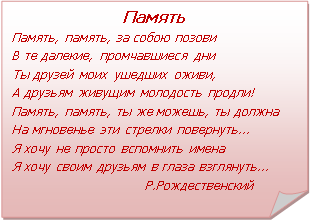 Память
Память, память, за собою позови
В те далекие, промчавшиеся дни
Ты друзей моих ушедших оживи,
А друзьям живущим молодость продли!
Память, память, ты же можешь, ты должна
На мгновенье эти стрелки повернуть...
Я хочу не просто вспомнить имена
Я хочу своим друзьям в глаза взглянуть...
Р.Рождественский